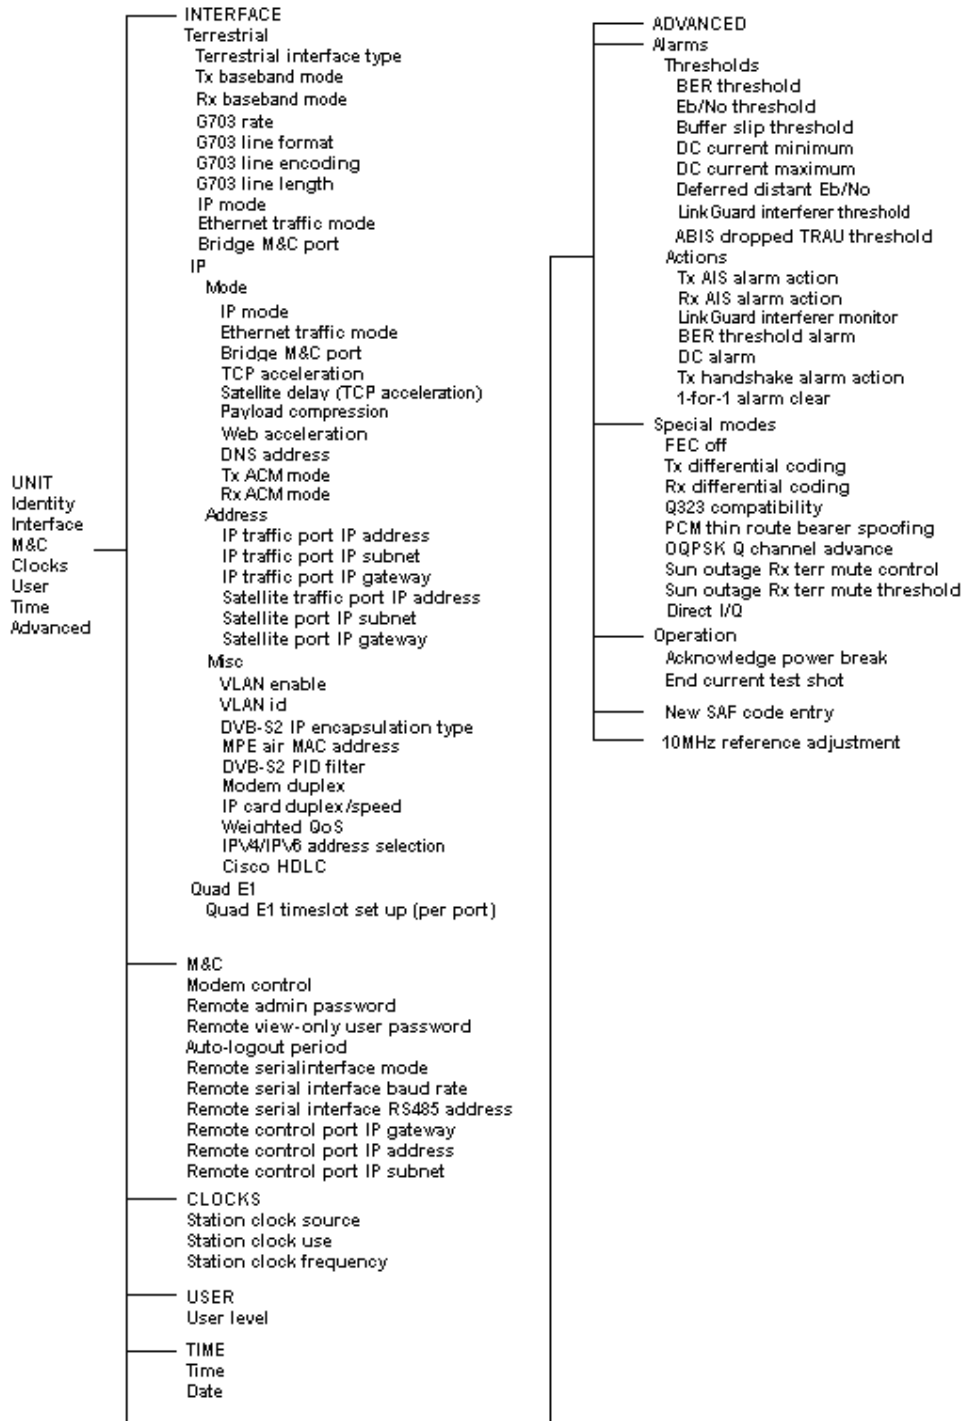 UNIT
Identity
Interface
M&C
Clocks
User
Time
Advanced
INTERFACE
Terrestrial
Terrestrial interface type
Tx baseband mode
Rx baseband mode
G703 rate
G703 line format
G703 line encoding
G703 line length
IP mode
Ethernet traffic mode
Bridge M&C port
IP
Mode
IP mode
Ethernet traffic mode
Bridge M&C port
TCP acceleration
Satellite delay (TCP acceleration)
Payload compression
Web acceleration
DNS address
Tx ACM mode
Rx ACM mode
Address
IP traffic port IP address
IP traffic port IP subnet
IP traffic port IP gateway
Satellite traffic port IP address
Satellite port IP subnet
Satellite port IP gateway
Misc
VLAN enable
VLAN id
DVB-S2 IP encapsulation type
MPE air MAC address
DVB-S2 PID filter
Modem duplex
IP card duplex/speed
Weighted QoS
IPV4/IPV6 address selection
Cisco HDLC
Quad E1
Quad E1 timeslot set up (per port)
M&C
Modem control
Remote admin password
Remote view-only user password
Auto-logout period
Remote serialinterface mode
Remote serial interface baud rate
Remote serial interface RS485 address
Remote control port IP gateway
Remote control port IP address
Remote control port IP subnet
CLOCKS
Station clock source
Station clock use
Station clock frequency
USER
User level
TIME
Time
Date
ADVANCED
Alarms
Thresholds
BER threshold
Eb/No threshold
Buffer slip threshold
DC current minimum
DC current maximum
Deferred distant Eb/No
LinkGuard interferer threshold
ABIS dropped TRAU threshold
Actions
Tx AIS alarm action
Rx AIS alarm action
LinkGuard interferer monitor
BER threshold alarm
DC alarm
Tx handshake alarm action
1-for-1 alarm clear
Special modes
FEC off
Tx differential coding
Rx differential coding
Q323 compatibility
PCM thin route bearer spoofing
OQPSK Q channel advance
Sun outage Rx terr mute control
Sun outage Rx terr mute threshold
Direct I/Q
Operation
Acknowledge power break
End current test shot
New SAF code entry
10MHz reference adjustment